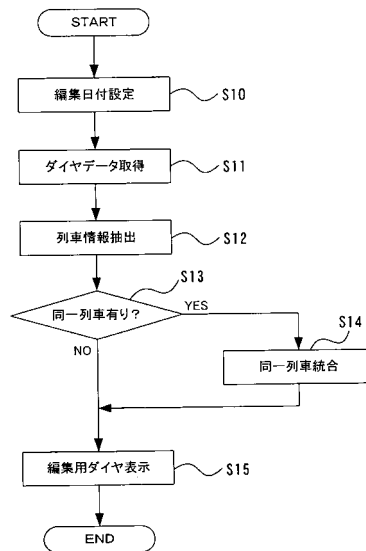 START
編集日付設定
S10
ダイヤデータ取得
S11
列車情報抽出
S12
S13
同一列車有り?
YES
NO
S14
同一列車統合
編集用ダイヤ表示
S15
END